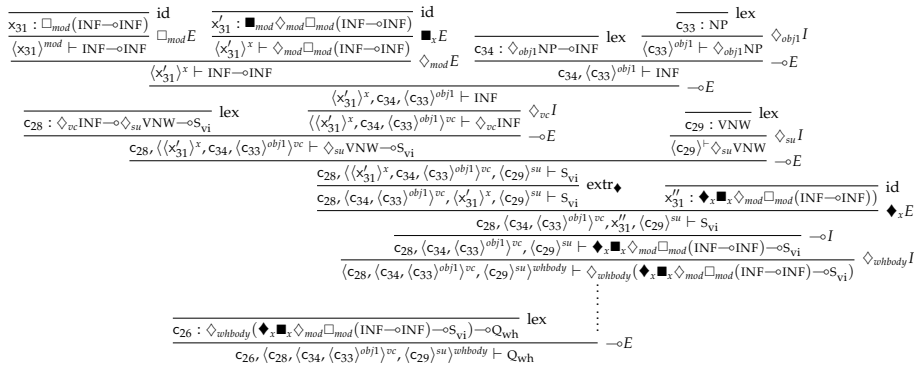 x₃₁ : □_mod(INF⊸INF) id x′₃₁ : ■_mod◇_mod□_mod(INF⊸INF) id c₃₃ : NP lex
⟨x₃₁⟩^mod ⊢ INF⊸INF □_mod E ⟨x′₃₁⟩^x ⊢ ◇_mod□_mod(INF⊸INF) ■_x E c₃₄ : ◇_obj1NP⊸INF lex ⟨c₃₃⟩^obj1 ⊢ ◇_obj1NP ◇_obj1 I
⟨x′₃₁⟩^x ⊢ INF⊸INF ◇_mod E c₃₄, ⟨c₃₃⟩^obj1 ⊢ INF ⊸E
⟨x′₃₁⟩^x, c₃₄, ⟨c₃₃⟩^obj1 ⊢ INF ⊸E
c₂₈ : ◇_vcINF⊸◇_suVNW⊸S_vi lex ⟨⟨x′₃₁⟩^x, c₃₄, ⟨c₃₃⟩^obj1⟩^vc ⊢ ◇_vcINF ◇_vc I c₂₉ : VNW lex
c₂₈, ⟨⟨x′₃₁⟩^x, c₃₄, ⟨c₃₃⟩^obj1⟩^vc ⊢ ◇_suVNW⊸S_vi ⊸E ⟨c₂₉⟩^⊢ ◇_suVNW ◇_su I
c₂₈, ⟨⟨x′₃₁⟩^x, c₃₄, ⟨c₃₃⟩^obj1⟩^vc, ⟨c₂₉⟩^su ⊢ S_vi ⊸E
c₂₈, ⟨c₃₄, ⟨c₃₃⟩^obj1⟩^vc, ⟨x′₃₁⟩^x, ⟨c₂₉⟩^su ⊢ S_vi extr_♦ x″₃₁ : ♦_x■_x◇_mod□_mod(INF⊸INF)) id
c₂₈, ⟨c₃₄, ⟨c₃₃⟩^obj1⟩^vc, x″₃₁, ⟨c₂₉⟩^su ⊢ S_vi ♦_x E
c₂₈, ⟨c₃₄, ⟨c₃₃⟩^obj1⟩^vc, ⟨c₂₉⟩^su ⊢ ♦_x■_x◇_mod□_mod(INF⊸INF)⊸S_vi ⊸I
⟨c₂₈, ⟨c₃₄, ⟨c₃₃⟩^obj1⟩^vc, ⟨c₂₉⟩^su⟩^whbody ⊢ ◇_whbody(♦_x■_x◇_mod□_mod(INF⊸INF)⊸S_vi) ◇_whbody I
c₂₆ : ◇_whbody(♦_x■_x◇_mod□_mod(INF⊸INF)⊸S_vi)⊸Q_wh lex
c₂₆, ⟨c₂₈, ⟨c₃₄, ⟨c₃₃⟩^obj1⟩^vc, ⟨c₂₉⟩^su⟩^whbody ⊢ Q_wh ⊸E